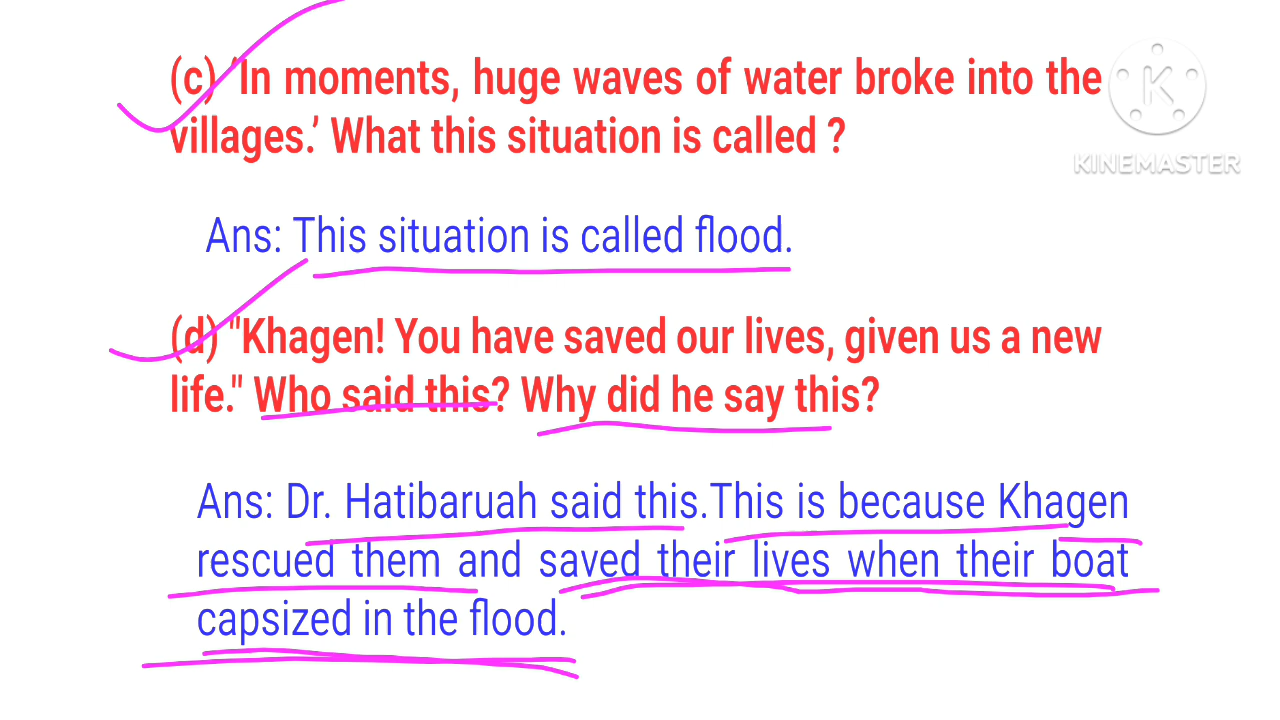 (c) 'In moments, huge waves of water broke into the
villages.' What this situation is called ?
KINEMASTER
Ans: This situation is called flood.
(d) "Khagen! You have saved our lives, given us a new
life." Who said this? Why did he say this?
Ans: Dr. Hatibaruah said this.This is because Khagen
rescued them and saved their lives when their boat
capsized in the flood.